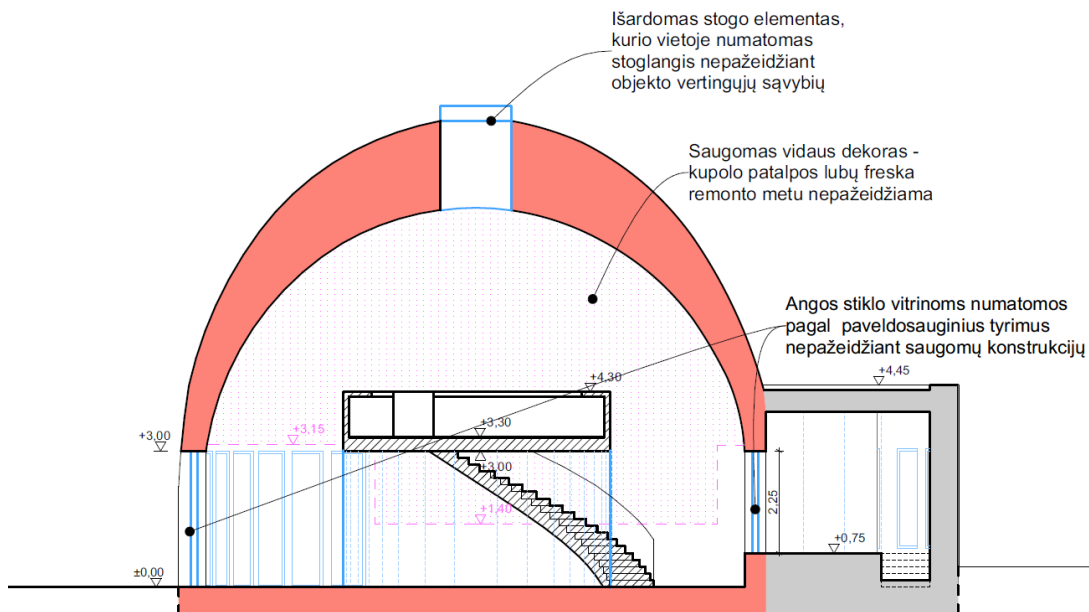 Išardomas stogo elementas,
kurio vietoje numatomas
stoglangis nepažeidžiant
objekto vertingųjų sąvybių
Saugomas vidaus dekoras -
kupolo patalpos lubų freska
remonto metu nepažeidžiama
Angos stiklo vitrinoms numatomos
pagal paveldosauginius tyrimus
nepažeidžiant saugomų konstrukcijų
+4,30
+4,45
+3,00
+3,15
+3,30
+3,00
+1,40
2,25
+0,75
±0,00